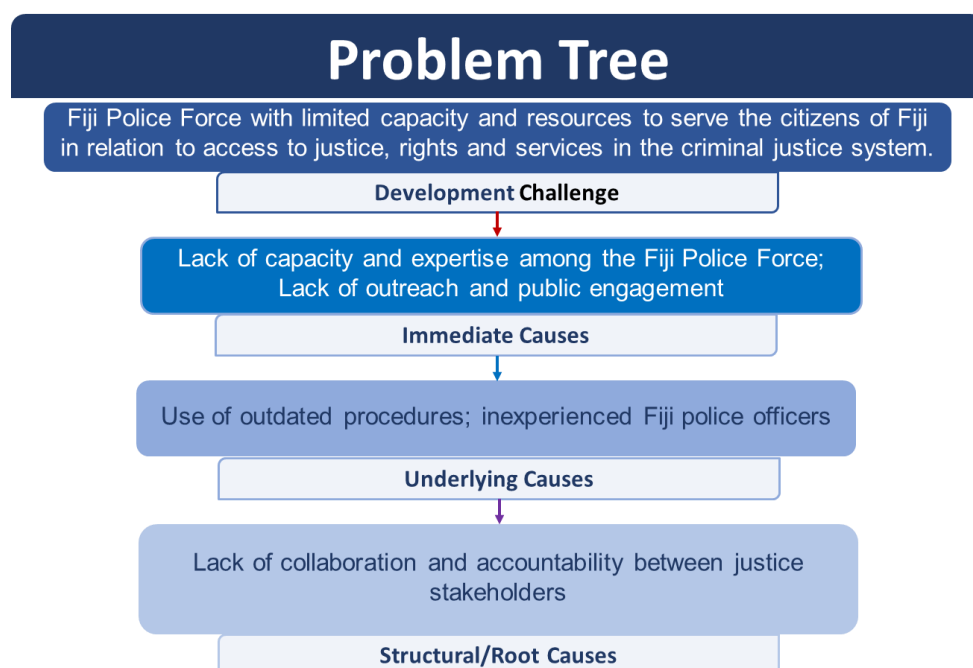 Problem Tree
Fiji Police Force with limited capacity and resources to serve the citizens of Fiji
in relation to access to justice, rights and services in the criminal justice system.
Development Challenge
Lack of capacity and expertise among the Fiji Police Force;
Lack of outreach and public engagement
Immediate Causes
Use of outdated procedures; inexperienced Fiji police officers
Underlying Causes
Lack of collaboration and accountability between justice
stakeholders
Structural/Root Causes